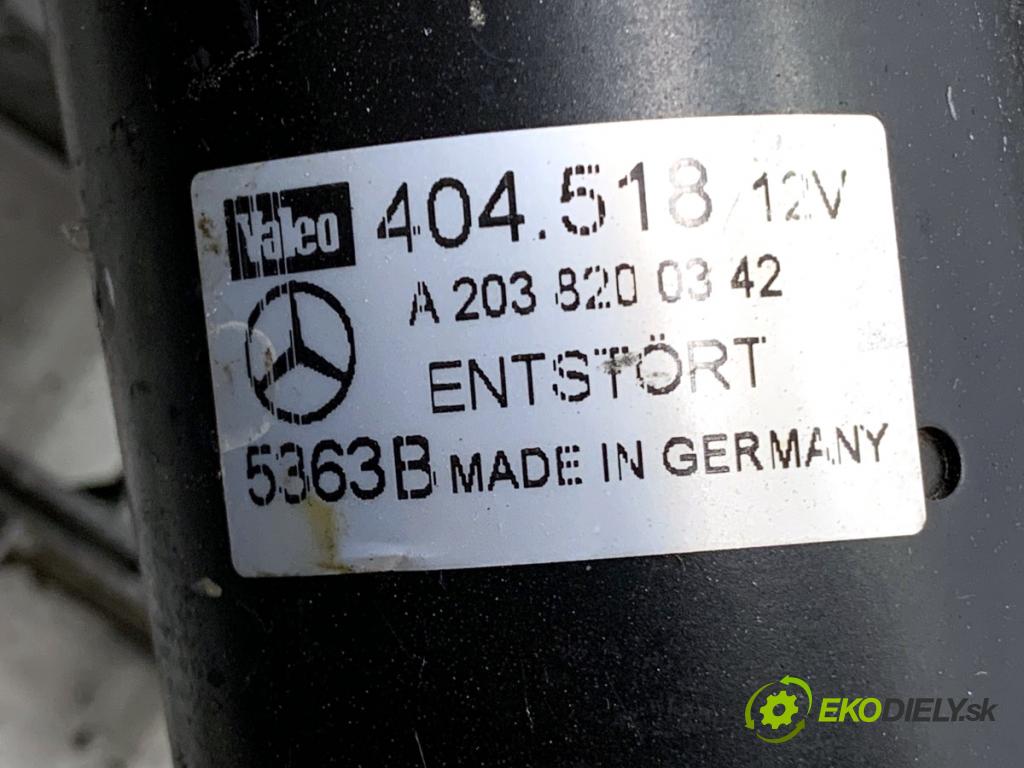 Valeo 404.518/12V
A 203 820 03 42
ENTSTÖRT
5363B MADE IN GERMANY
EKODIELY.sk